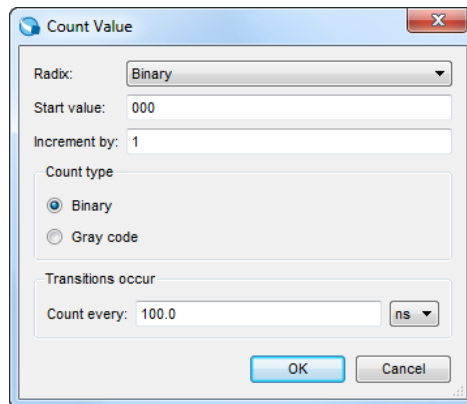 Count Value
Radix: Binary
Start value: 000
Increment by: 1
Count type
Binary
Gray code
Transitions occur
Count every: 100.0 ns
OK Cancel